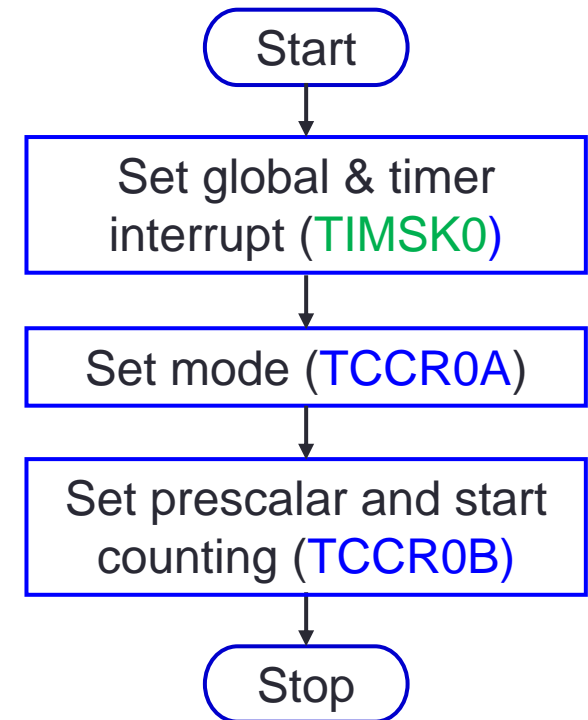 Start
Set global & timer
interrupt (TIMSK0)
Set mode (TCCR0A)
Set prescalar and start
counting (TCCR0B)
Stop